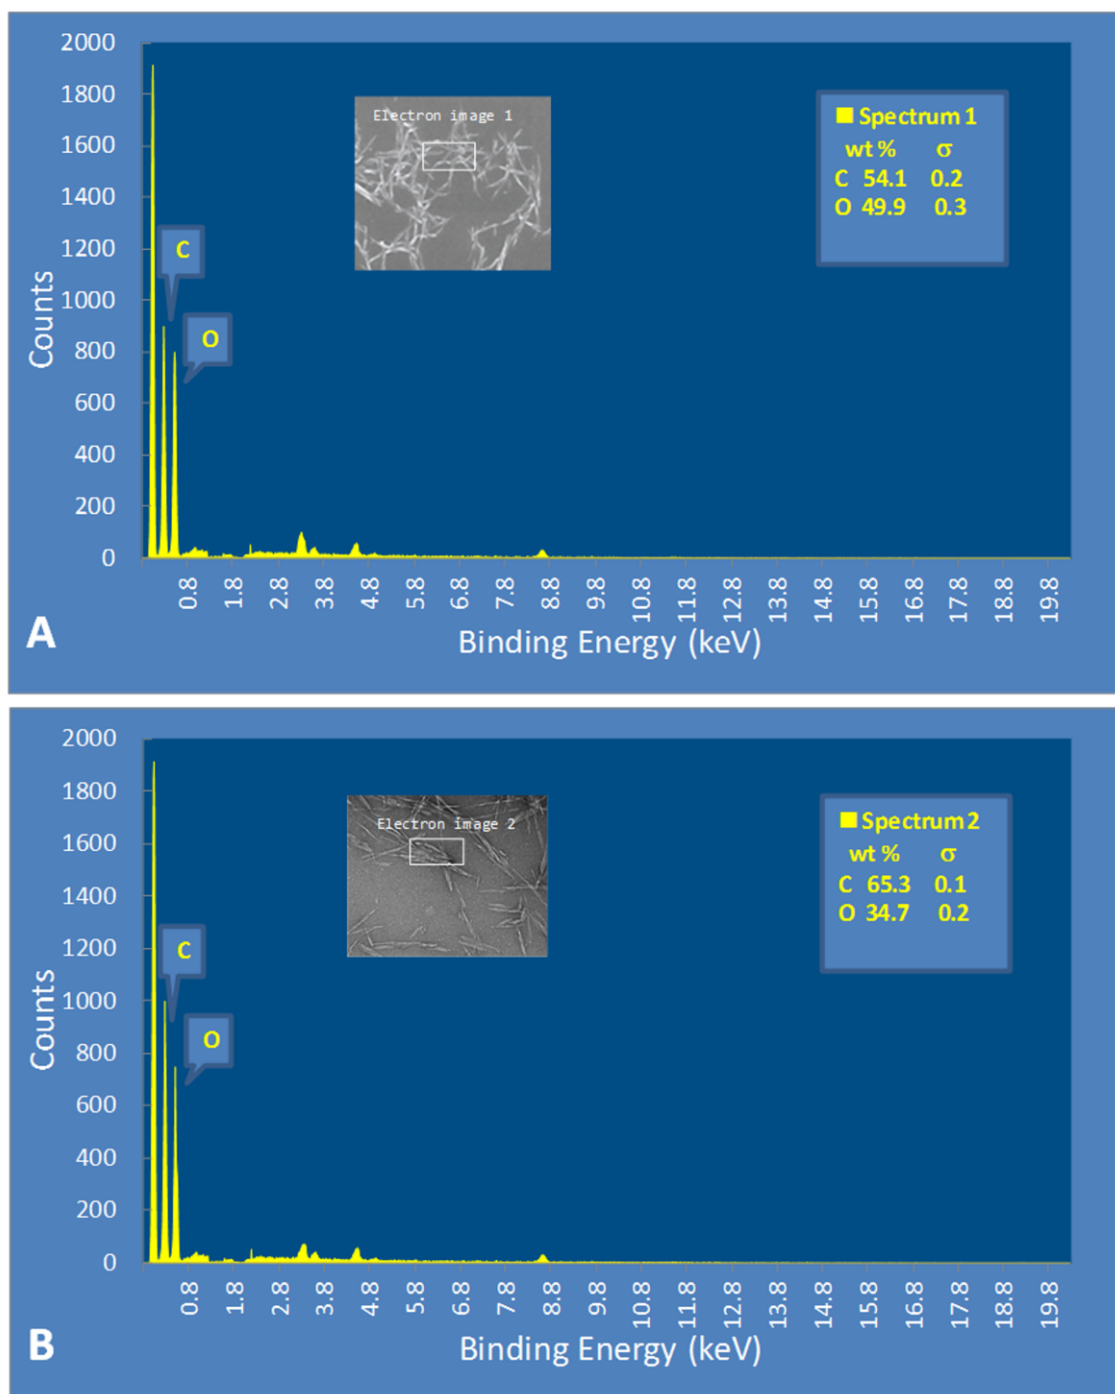 2000
1800
1600
1400
1200
1000
800
600
400
200
0
Counts
Electron image 1
Spectrum 1
wt % σ
C 54.1 0.2
O 49.9 0.3
C
O
0.8 1.8 2.8 3.8 4.8 5.8 6.8 7.8 8.8 9.8 10.8 11.8 12.8 13.8 14.8 15.8 16.8 17.8 18.8 19.8
Binding Energy (keV)
A
2000
1800
1600
1400
1200
1000
800
600
400
200
0
Counts
Electron image 2
Spectrum 2
wt % σ
C 65.3 0.1
O 34.7 0.2
C
O
0.8 1.8 2.8 3.8 4.8 5.8 6.8 7.8 8.8 9.8 10.8 11.8 12.8 13.8 14.8 15.8 16.8 17.8 18.8 19.8
Binding Energy (keV)
B